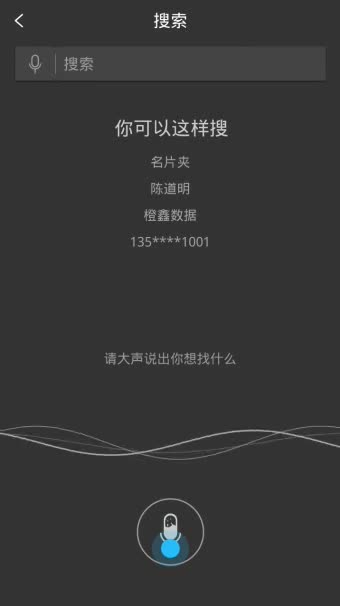 搜索
搜索
你可以这样搜
名片夹
陈道明
橙鑫数据
135****1001
请大声说出你想找什么